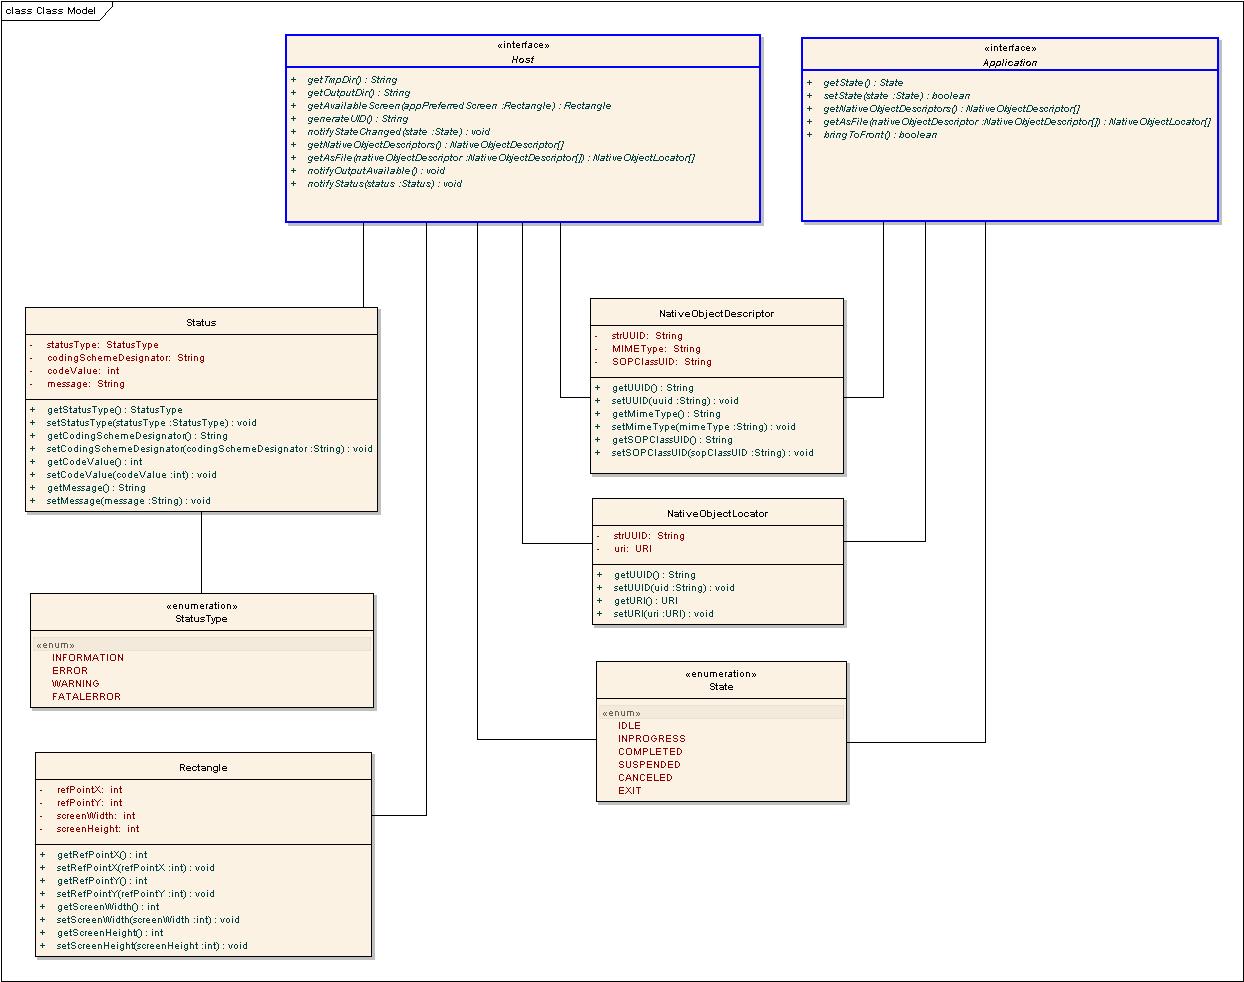 class Class Model
«interface»
Host
+ getTmpDir() : String
+ getOutputDir() : String
+ getAvailableScreen(appPreferredScreen :Rectangle) : Rectangle
+ generateUID() : String
+ notifyStateChanged(state :State) : void
+ getNativeObjectDescriptors() : NativeObjectDescriptor[]
+ getAsFile(nativeObjectDescriptor :NativeObjectDescriptor[]) : NativeObjectLocator[]
+ notifyOutputAvailable() : void
+ notifyStatus(status :Status) : void
«interface»
Application
+ getState() : State
+ setState(state :State) : boolean
+ getNativeObjectDescriptors() : NativeObjectDescriptor[]
+ getAsFile(nativeObjectDescriptor :NativeObjectDescriptor[]) : NativeObjectLocator[]
+ bringToFront() : boolean
Status
- statusType: StatusType
- codingSchemeDesignator: String
- codeValue: int
- message: String
+ getStatusType() : StatusType
+ setStatusType(statusType :StatusType) : void
+ getCodingSchemeDesignator() : String
+ setCodingSchemeDesignator(codingSchemeDesignator :String) : void
+ getCodeValue() : int
+ setCodeValue(codeValue :int) : void
+ getMessage() : String
+ setMessage(message :String) : void
NativeObjectDescriptor
- strUUID: String
- MIMEType: String
- SOPClassUID: String
+ getUUID() : String
+ setUUID(uuid :String) : void
+ getMimeType() : String
+ setMimeType(mimeType :String) : void
+ getSOPClassUID() : String
+ setSOPClassUID(sopClassUID :String) : void
NativeObjectLocator
- strUUID: String
- uri: URI
+ getUUID() : String
+ setUUID(uid :String) : void
+ getURI() : URI
+ setURI(uri :URI) : void
«enumeration»
StatusType
«enum»
INFORMATION
ERROR
WARNING
FATALERROR
«enumeration»
State
«enum»
IDLE
INPROGRESS
COMPLETED
SUSPENDED
CANCELED
EXIT
Rectangle
- refPointX: int
- refPointY: int
- screenWidth: int
- screenHeight: int
+ getRefPointX() : int
+ setRefPointX(refPointX :int) : void
+ getRefPointY() : int
+ setRefPointY(refPointY :int) : void
+ getScreenWidth() : int
+ setScreenWidth(screenWidth :int) : void
+ getScreenHeight() : int
+ setScreenHeight(screenHeight :int) : void